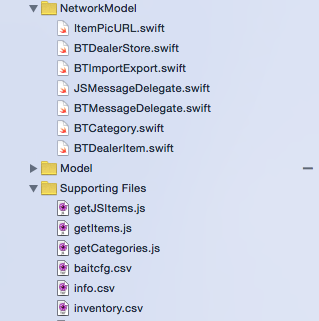 NetworkModel
ItemPicURL.swift
BTDealerStore.swift
BTImportExport.swift
JSMessageDelegate.swift
BTMessageDelegate.swift
BTCategory.swift
BTDealerItem.swift
Model
Supporting Files
getJSItems.js
getItems.js
getCategories.js
baitcfg.csv
info.csv
inventory.csv